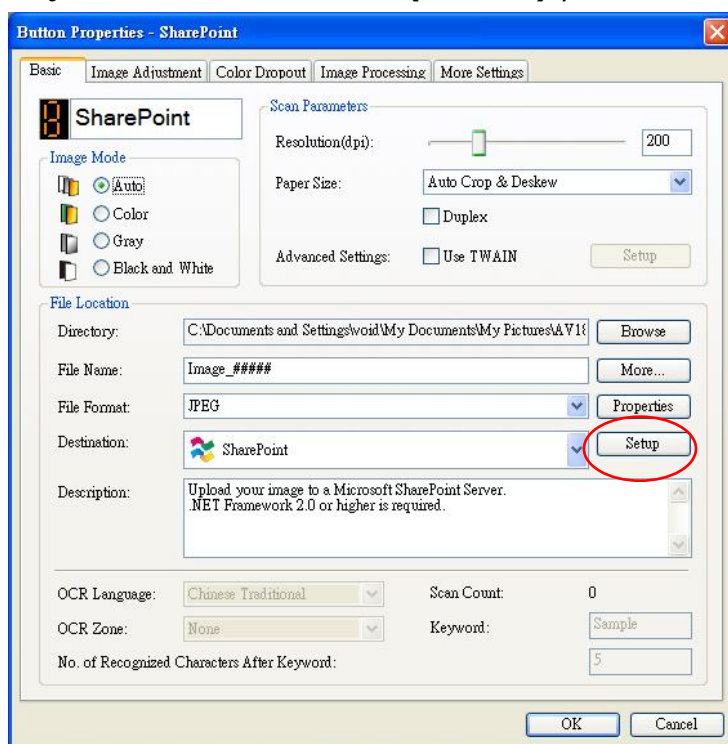 Button Properties - SharePoint
Basic Image Adjustment Color Dropout Image Processing More Settings
SharePoint
Image Mode
Auto
Color
Gray
Black and White
Scan Parameters
Resolution(dpi): 200
Paper Size: Auto Crop & Deskew
Duplex
Advanced Settings: Use TWAIN Setup
File Location
Directory: C:\Documents and Settings\void\My Documents\My Pictures\AV18 Browse
File Name: Image_##### More...
File Format: JPEG Properties
Destination: SharePoint Setup
Description: Upload your image to a Microsoft SharePoint Server.
.NET Framework 2.0 or higher is required.
OCR Language: Chinese Traditional Scan Count: 0
OCR Zone: None Keyword: Sample
No. of Recognized Characters After Keyword: 5
OK Cancel